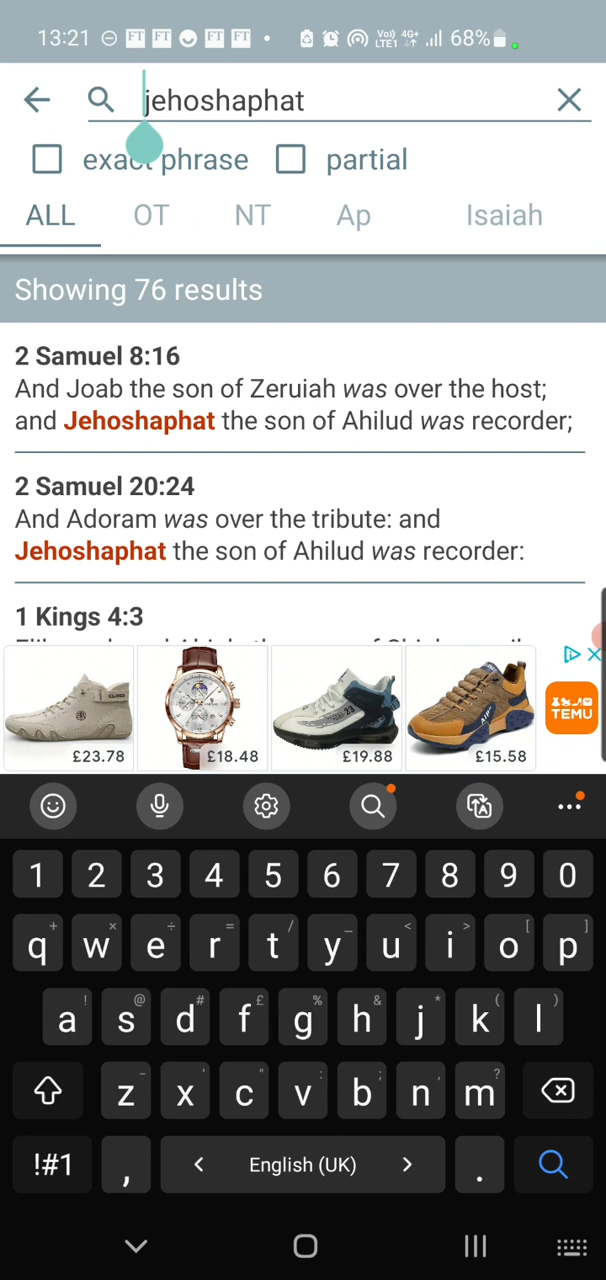 13:21 FT FT FT FT • Vo)) LTE1 4G+ 68%
jehoshaphat
exact phrase partial
ALL OT NT Ap Isaiah
Showing 76 results
2 Samuel 8:16
And Joab the son of Zeruiah was over the host;
and Jehoshaphat the son of Ahilud was recorder;
2 Samuel 20:24
And Adoram was over the tribute: and
Jehoshaphat the son of Ahilud was recorder:
1 Kings 4:3
£23.78 £18.48 £19.88 £15.58 TEMU
1 2 3 4 5 6 7 8 9 0
+ × ÷ = / _ < > [ ]
q w e r t y u i o p
! @ # £ % & * ( )
a s d f g h j k l
- ' " : ; , ?
z x c v b n m
!#1 , < English (UK) > .